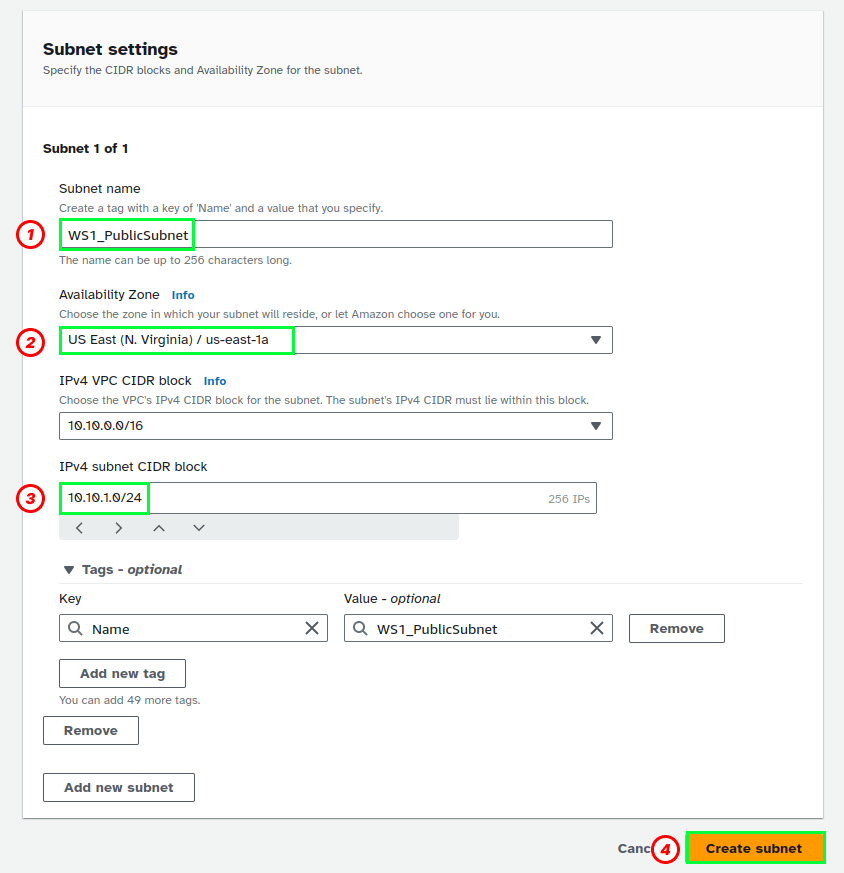 Subnet settings
Specify the CIDR blocks and Availability Zone for the subnet.
Subnet 1 of 1
Subnet name
Create a tag with a key of 'Name' and a value that you specify.
1 WS1_PublicSubnet
The name can be up to 256 characters long.
Availability Zone Info
Choose the zone in which your subnet will reside, or let Amazon choose one for you.
2 US East (N. Virginia) / us-east-1a
IPv4 VPC CIDR block Info
Choose the VPC's IPv4 CIDR block for the subnet. The subnet's IPv4 CIDR must lie within this block.
10.10.0.0/16
IPv4 subnet CIDR block
3 10.10.1.0/24 256 IPs
Tags - optional
Key Value - optional
Name WS1_PublicSubnet Remove
Add new tag
You can add 49 more tags.
Remove
Add new subnet
Canc 4 Create subnet